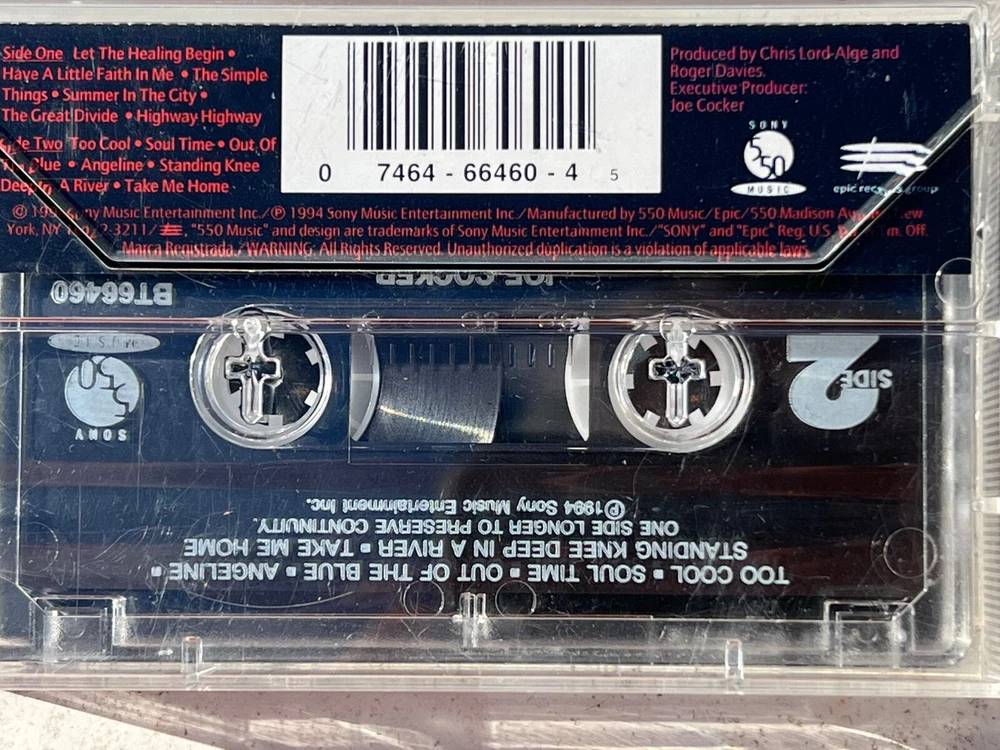 Side One Let The Healing Begin •
Have A Little Faith In Me • The Simple
Things • Summer In The City •
The Great Divide • Highway Highway
Side Two Too Cool • Soul Time • Out Of
The Blue • Angeline • Standing Knee
Deep In A River • Take Me Home
0 7464 - 66460 - 4 5
Produced by Chris Lord-Alge and
Roger Davies.
Executive Producer:
Joe Cocker
SONY
550
MUSIC
epic records group
© 199 Sony Music Entertainment Inc./℗ 1994 Sony Music Entertainment Inc./Manufactured by 550 Music/Epic/550 Madison New
York, NY 2-3211/ , "550 Music" and design are trademarks of Sony Music Entertainment Inc./"SONY" and "Epic" Reg. U.S. m. Off.
Marca Registrada./WARNING: All Rights Reserved. Unauthorized duplication is a violation of applicable laws.
JOE COCKER
BT66460
550
SONY
SIDE 2
℗1994 Sony Music Entertainment Inc.
ONE SIDE LONGER TO PRESERVE CONTINUITY.
TOO COOL ▪ SOUL TIME ▪ OUT OF THE BLUE ▪ ANGELINE ▪
STANDING KNEE DEEP IN A RIVER ▪ TAKE ME HOME